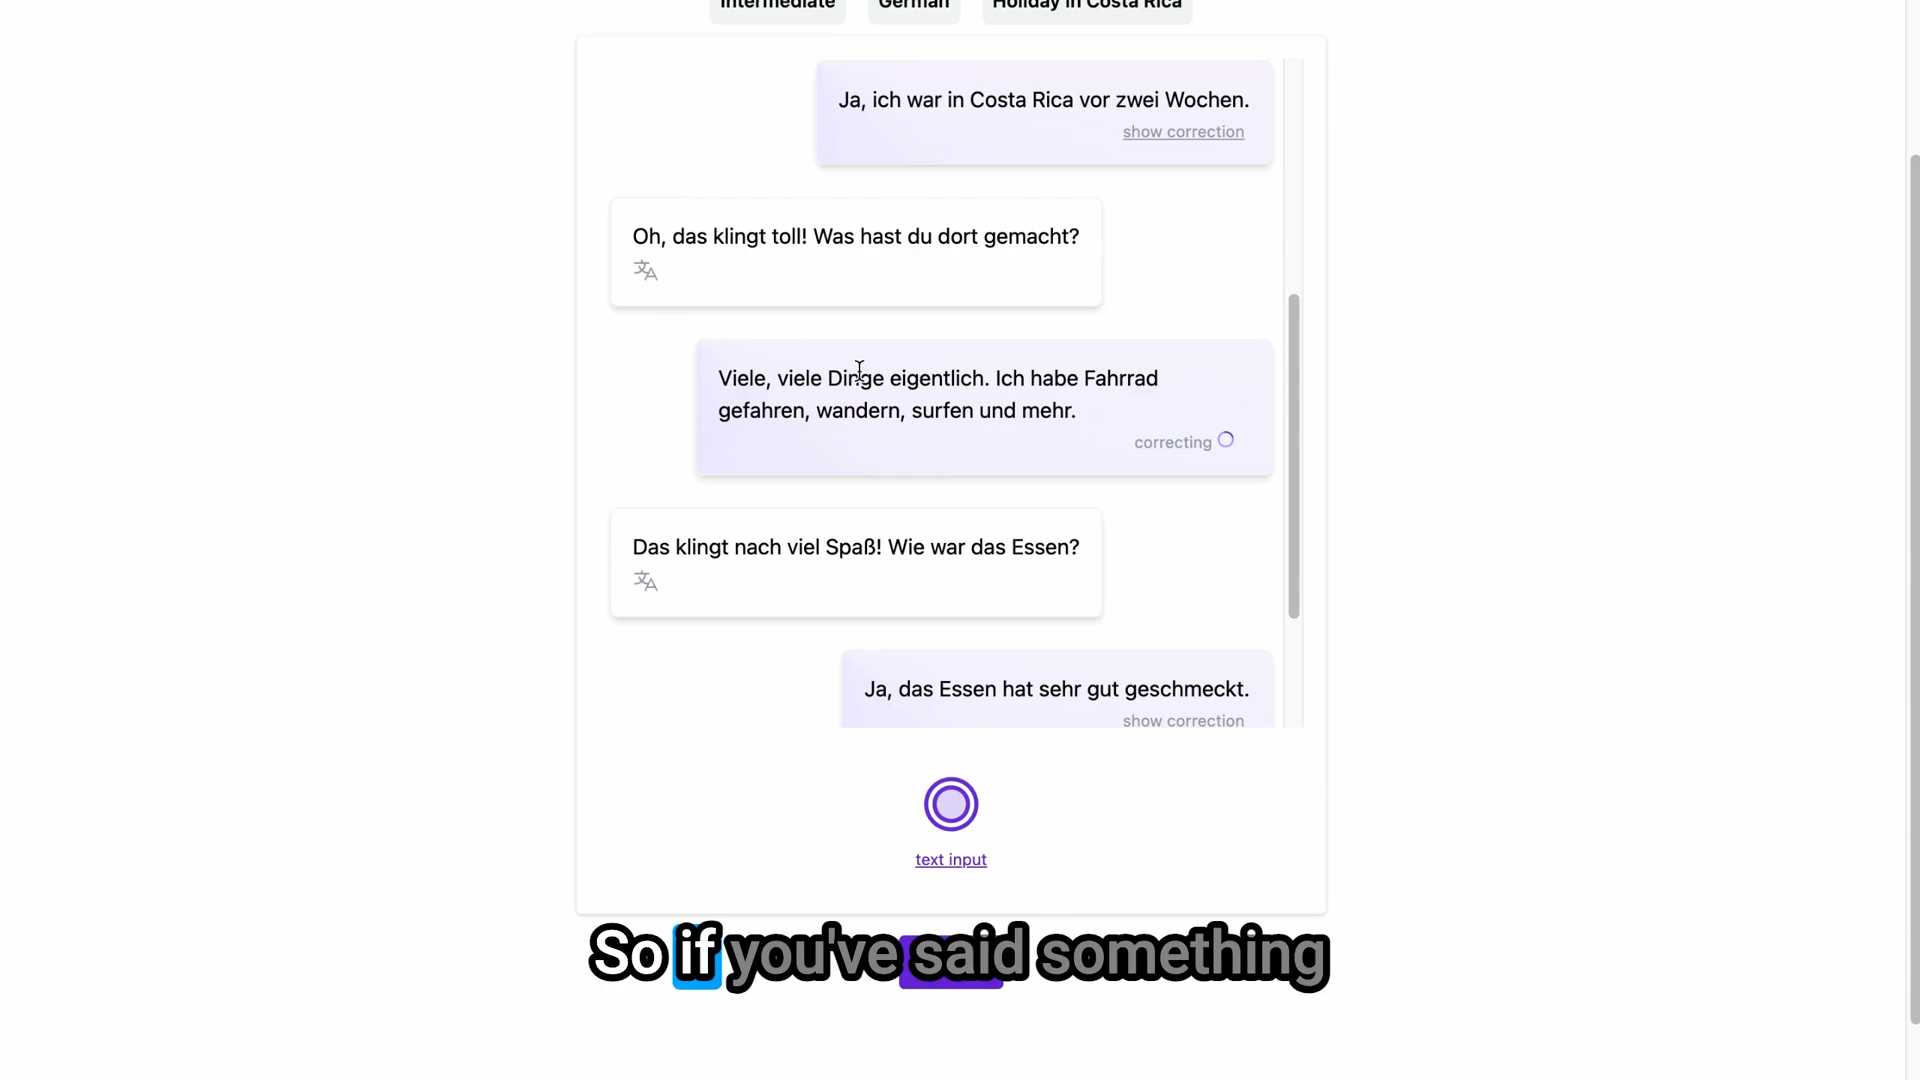 Intermediate German Holiday in Costa Rica
Ja, ich war in Costa Rica vor zwei Wochen.
show correction
Oh, das klingt toll! Was hast du dort gemacht?
Viele, viele Dinge eigentlich. Ich habe Fahrrad
gefahren, wandern, surfen und mehr.
correcting
Das klingt nach viel Spaß! Wie war das Essen?
Ja, das Essen hat sehr gut geschmeckt.
show correction
text input
So if you've said something